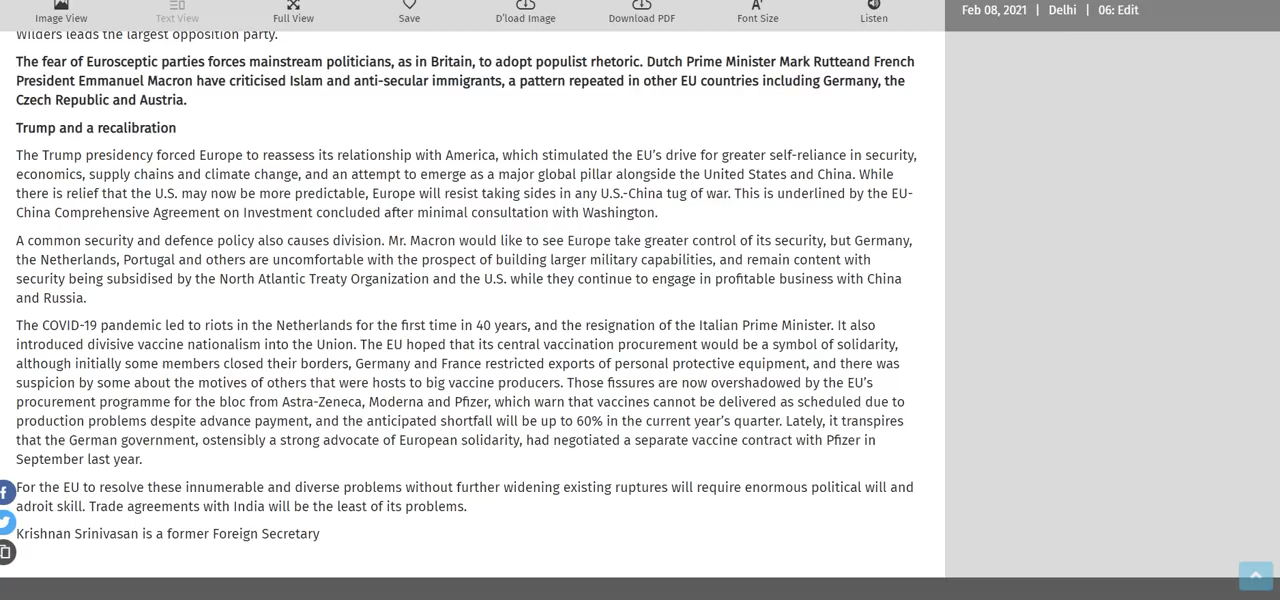 Image View
Text View
Full View
Save
D'load Image
Download PDF
Font Size
Listen
Feb 08, 2021 | Delhi | 06: Edit
Wilders leads the largest opposition party.
The fear of Eurosceptic parties forces mainstream politicians, as in Britain, to adopt populist rhetoric. Dutch Prime Minister Mark Rutteand French
President Emmanuel Macron have criticised Islam and anti-secular immigrants, a pattern repeated in other EU countries including Germany, the
Czech Republic and Austria.
Trump and a recalibration
The Trump presidency forced Europe to reassess its relationship with America, which stimulated the EU’s drive for greater self-reliance in security,
economics, supply chains and climate change, and an attempt to emerge as a major global pillar alongside the United States and China. While
there is relief that the U.S. may now be more predictable, Europe will resist taking sides in any U.S.-China tug of war. This is underlined by the EU-
China Comprehensive Agreement on Investment concluded after minimal consultation with Washington.
A common security and defence policy also causes division. Mr. Macron would like to see Europe take greater control of its security, but Germany,
the Netherlands, Portugal and others are uncomfortable with the prospect of building larger military capabilities, and remain content with
security being subsidised by the North Atlantic Treaty Organization and the U.S. while they continue to engage in profitable business with China
and Russia.
The COVID-19 pandemic led to riots in the Netherlands for the first time in 40 years, and the resignation of the Italian Prime Minister. It also
introduced divisive vaccine nationalism into the Union. The EU hoped that its central vaccination procurement would be a symbol of solidarity,
although initially some members closed their borders, Germany and France restricted exports of personal protective equipment, and there was
suspicion by some about the motives of others that were hosts to big vaccine producers. Those fissures are now overshadowed by the EU’s
procurement programme for the bloc from Astra-Zeneca, Moderna and Pfizer, which warn that vaccines cannot be delivered as scheduled due to
production problems despite advance payment, and the anticipated shortfall will be up to 60% in the current year’s quarter. Lately, it transpires
that the German government, ostensibly a strong advocate of European solidarity, had negotiated a separate vaccine contract with Pfizer in
September last year.
For the EU to resolve these innumerable and diverse problems without further widening existing ruptures will require enormous political will and
adroit skill. Trade agreements with India will be the least of its problems.
Krishnan Srinivasan is a former Foreign Secretary